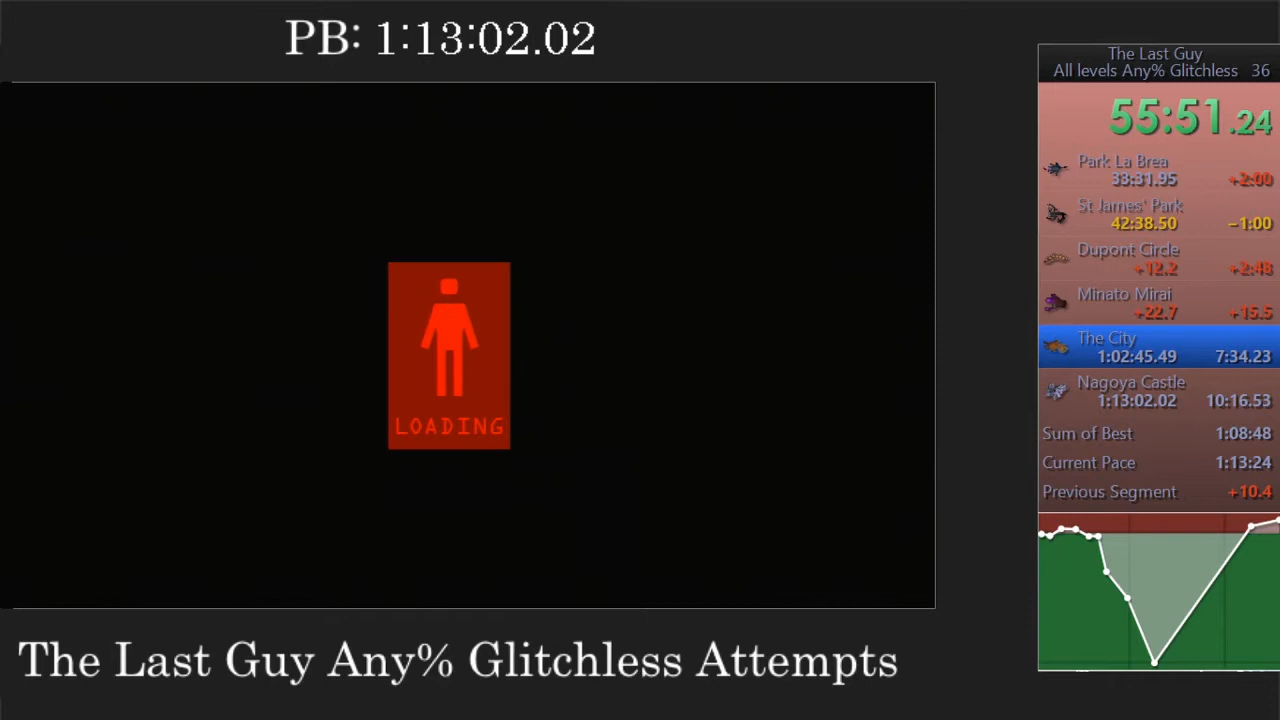 PB: 1:13:02.02
The Last Guy
All levels Any% Glitchless 36
55:51.24
Park La Brea
33:31.95 +2:00
St James' Park
42:38.50 −1:00
Dupont Circle
+12.2 +2:48
Minato Mirai
+22.7 +15.5
The City
1:02:45.49 7:34.23
Nagoya Castle
1:13:02.02 10:16.53
Sum of Best 1:08:48
Current Pace 1:13:24
Previous Segment +10.4
LOADING
The Last Guy Any% Glitchless Attempts